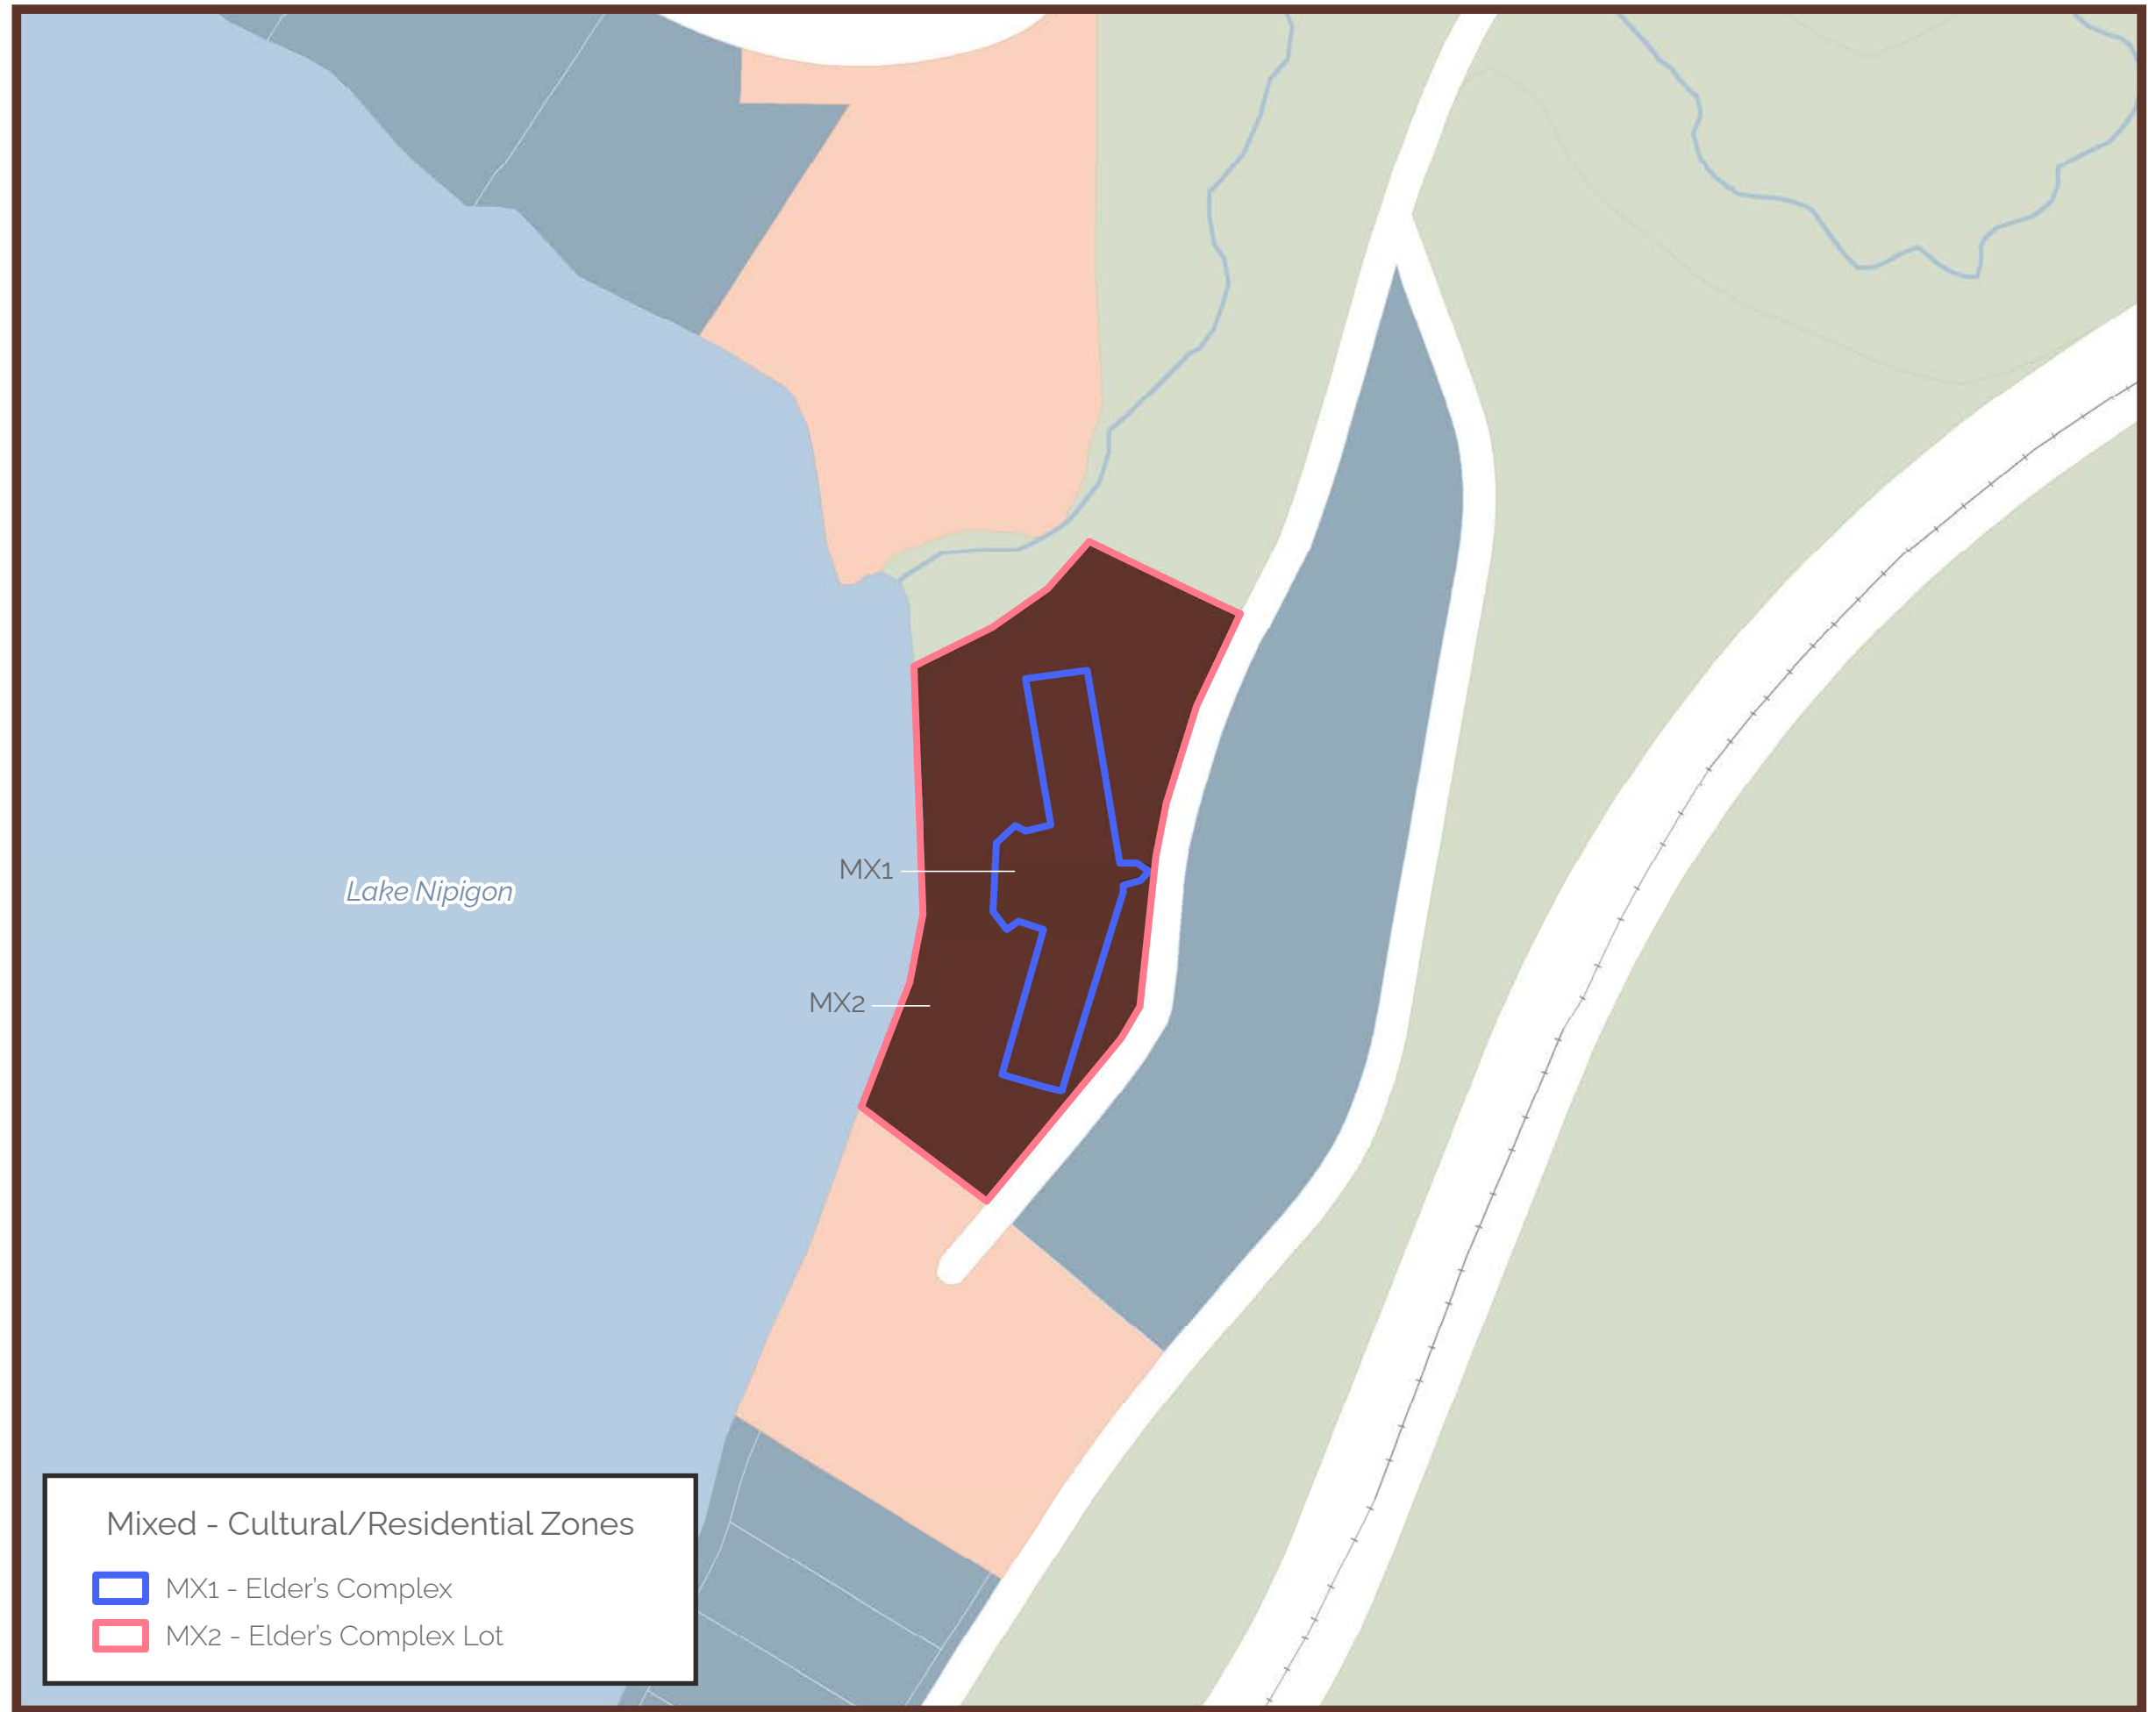 MX1
Lake Nipigon
MX2
Mixed - Cultural/Residential Zones
MX1 - Elder's Complex
MX2 - Elder's Complex Lot